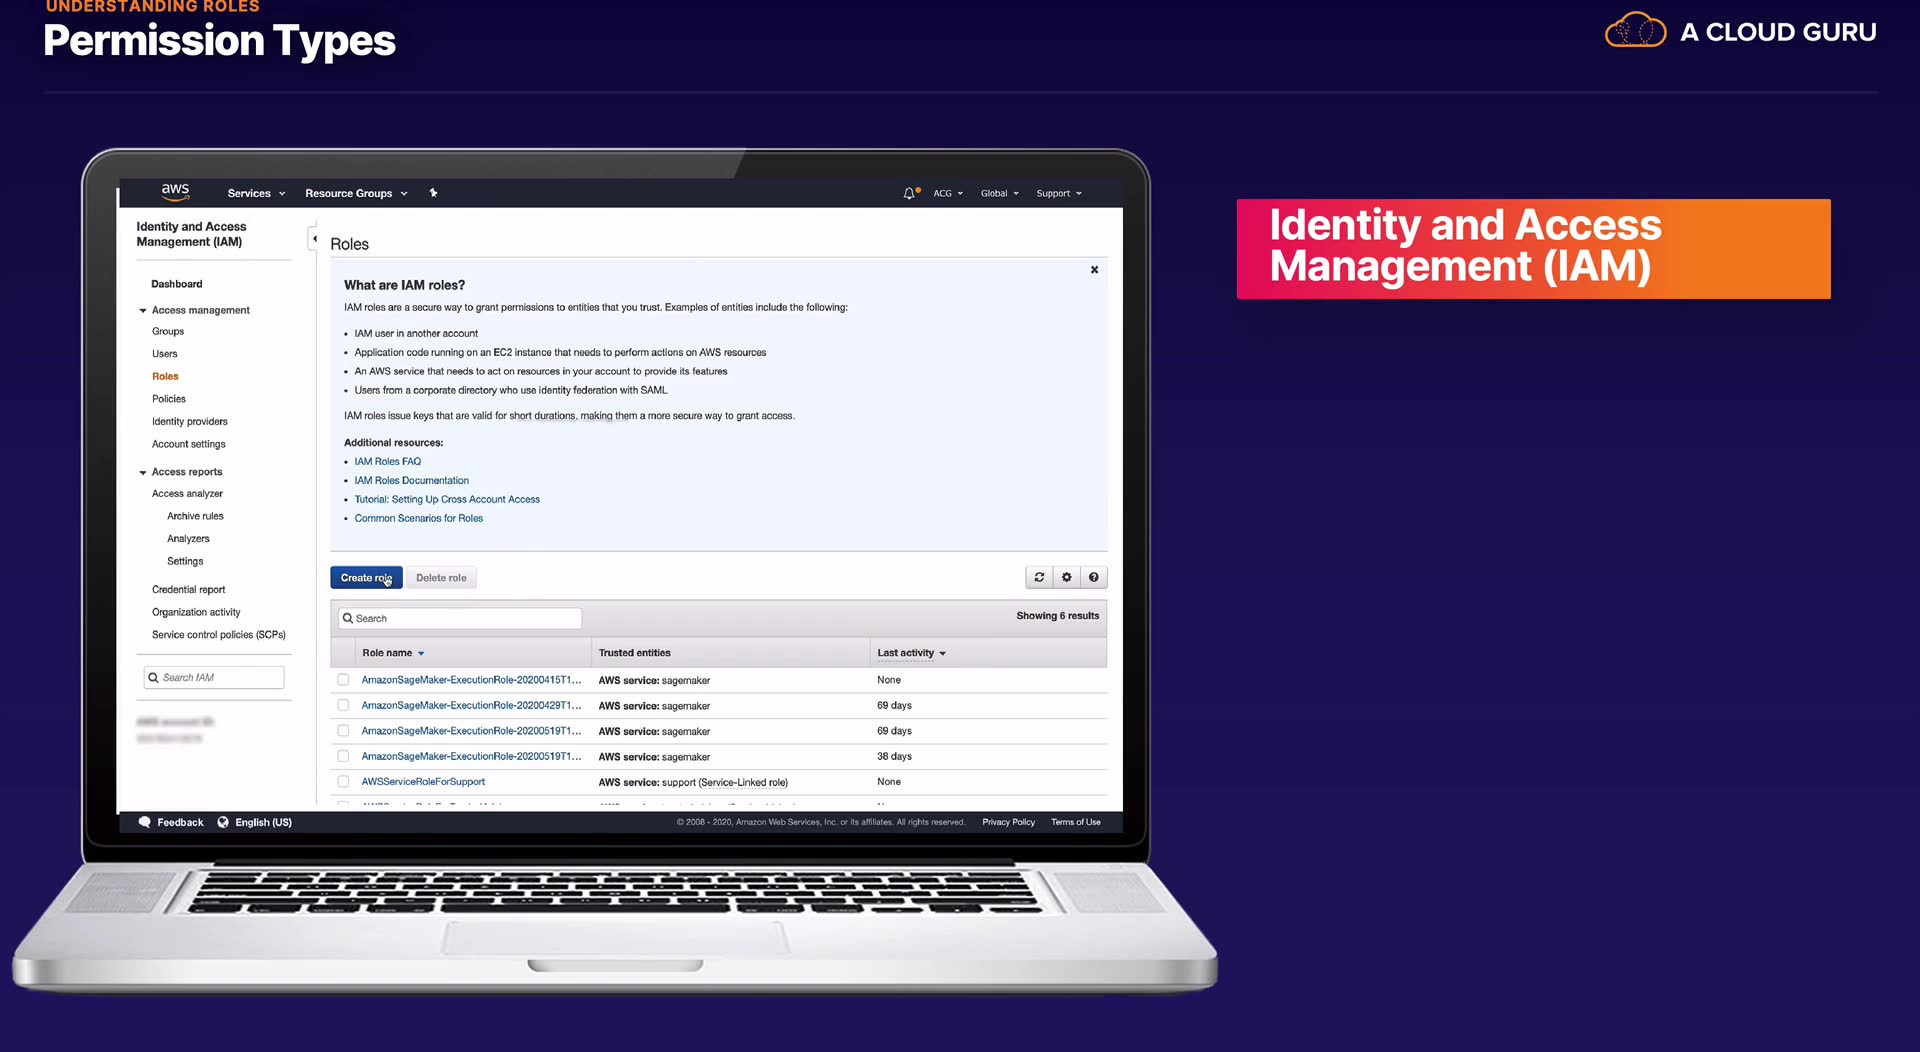 UNDERSTANDING ROLES
Permission Types
A CLOUD GURU
aws
Services
Resource Groups
ACG
Global
Support
Identity and Access
Management (IAM)
Dashboard
Access management
Groups
Users
Roles
Policies
Identity providers
Account settings
Access reports
Access analyzer
Archive rules
Analyzers
Settings
Credential report
Organization activity
Service control policies (SCPs)
Search IAM
Roles
What are IAM roles?
IAM roles are a secure way to grant permissions to entities that you trust. Examples of entities include the following:
• IAM user in another account
• Application code running on an EC2 instance that needs to perform actions on AWS resources
• An AWS service that needs to act on resources in your account to provide its features
• Users from a corporate directory who use identity federation with SAML
IAM roles issue keys that are valid for short durations, making them a more secure way to grant access.
Additional resources:
• IAM Roles FAQ
• IAM Roles Documentation
• Tutorial: Setting Up Cross Account Access
• Common Scenarios for Roles
Create role
Delete role
Search
Showing 6 results
Role name
Trusted entities
Last activity
AmazonSageMaker-ExecutionRole-20200415T1... AWS service: sagemaker None
AmazonSageMaker-ExecutionRole-20200429T1... AWS service: sagemaker 69 days
AmazonSageMaker-ExecutionRole-20200519T1... AWS service: sagemaker 69 days
AmazonSageMaker-ExecutionRole-20200519T1... AWS service: sagemaker 38 days
AWSServiceRoleForSupport AWS service: support (Service-Linked role) None
Feedback
English (US)
© 2008 - 2020, Amazon Web Services, Inc. or its affiliates. All rights reserved.
Privacy Policy
Terms of Use
Identity and Access
Management (IAM)